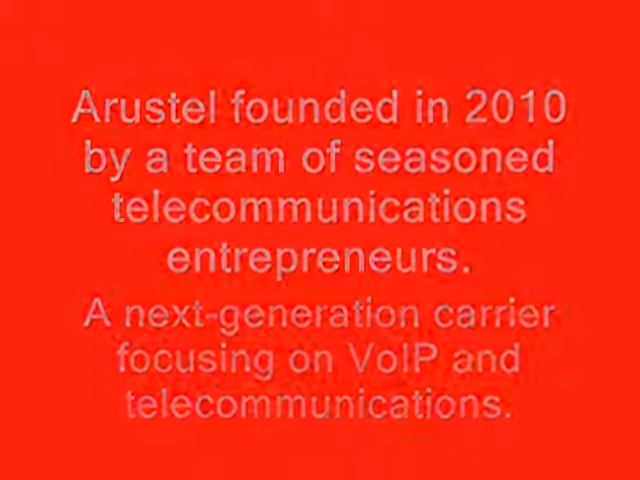 Arustel founded in 2010
by a team of seasoned
telecommunications
entrepreneurs.
A next-generation carrier
focusing on VoIP and
telecommunications.